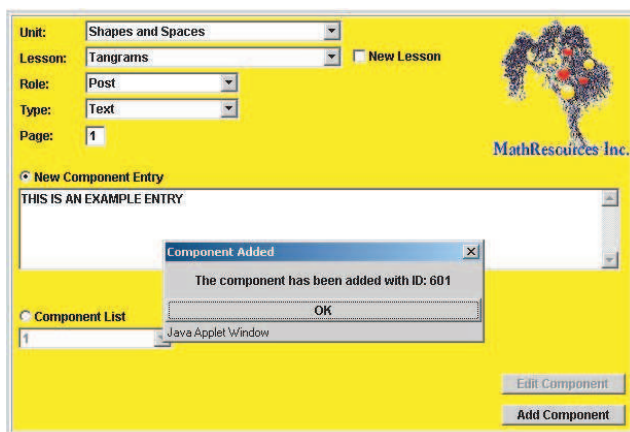 Unit: Shapes and Spaces
Lesson: Tangrams New Lesson
Role: Post
Type: Text
Page: 1
MathResources Inc.
New Component Entry
THIS IS AN EXAMPLE ENTRY
Component Added
The component has been added with ID: 601
OK
Java Applet Window
Component List
1
Edit Component
Add Component